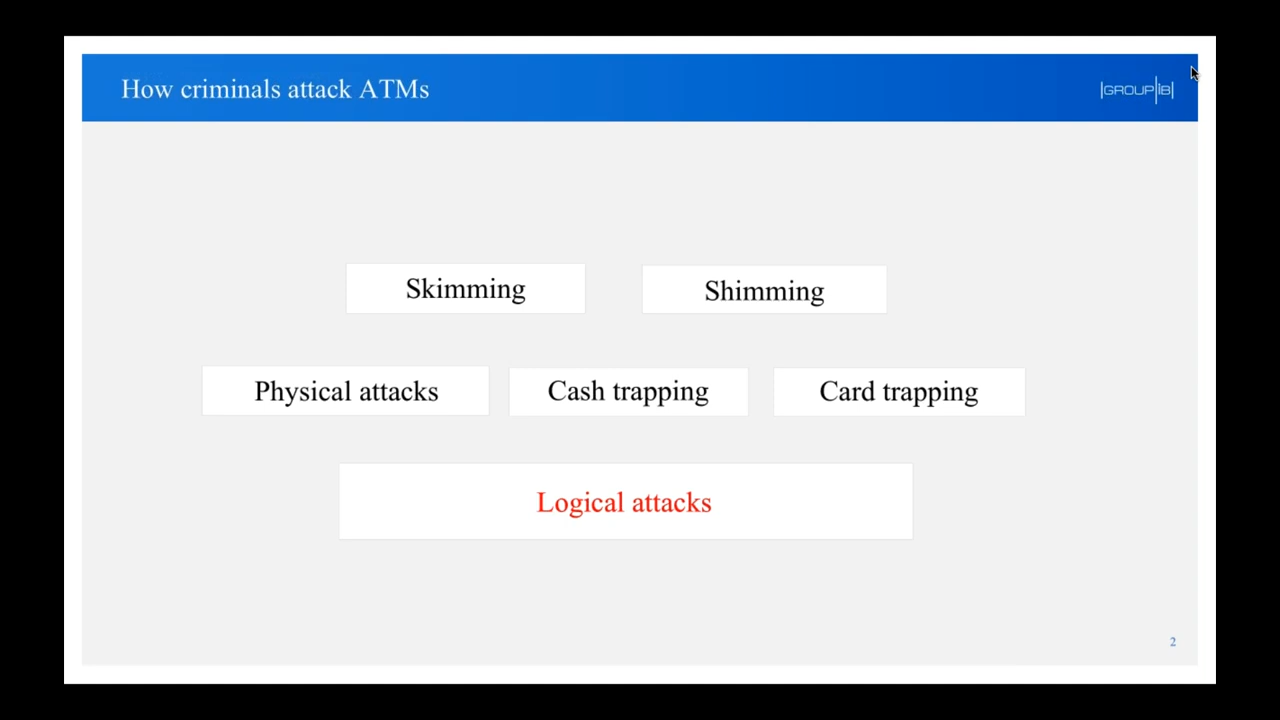 How criminals attack ATMs
|GROUP|iB|
Skimming
Shimming
Physical attacks
Cash trapping
Card trapping
Logical attacks
2